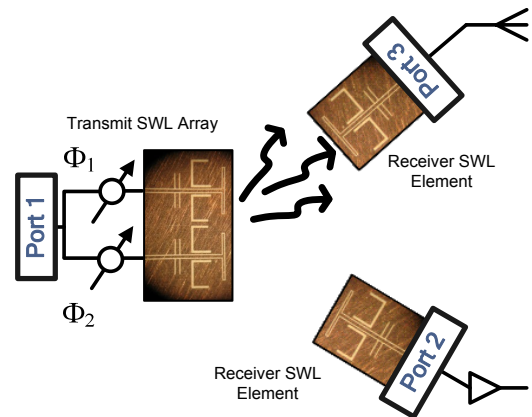 Transmit SWL Array
Φ1
Port 1
Φ2
Port 3
Receiver SWL
Element
Receiver SWL
Element
Port 2